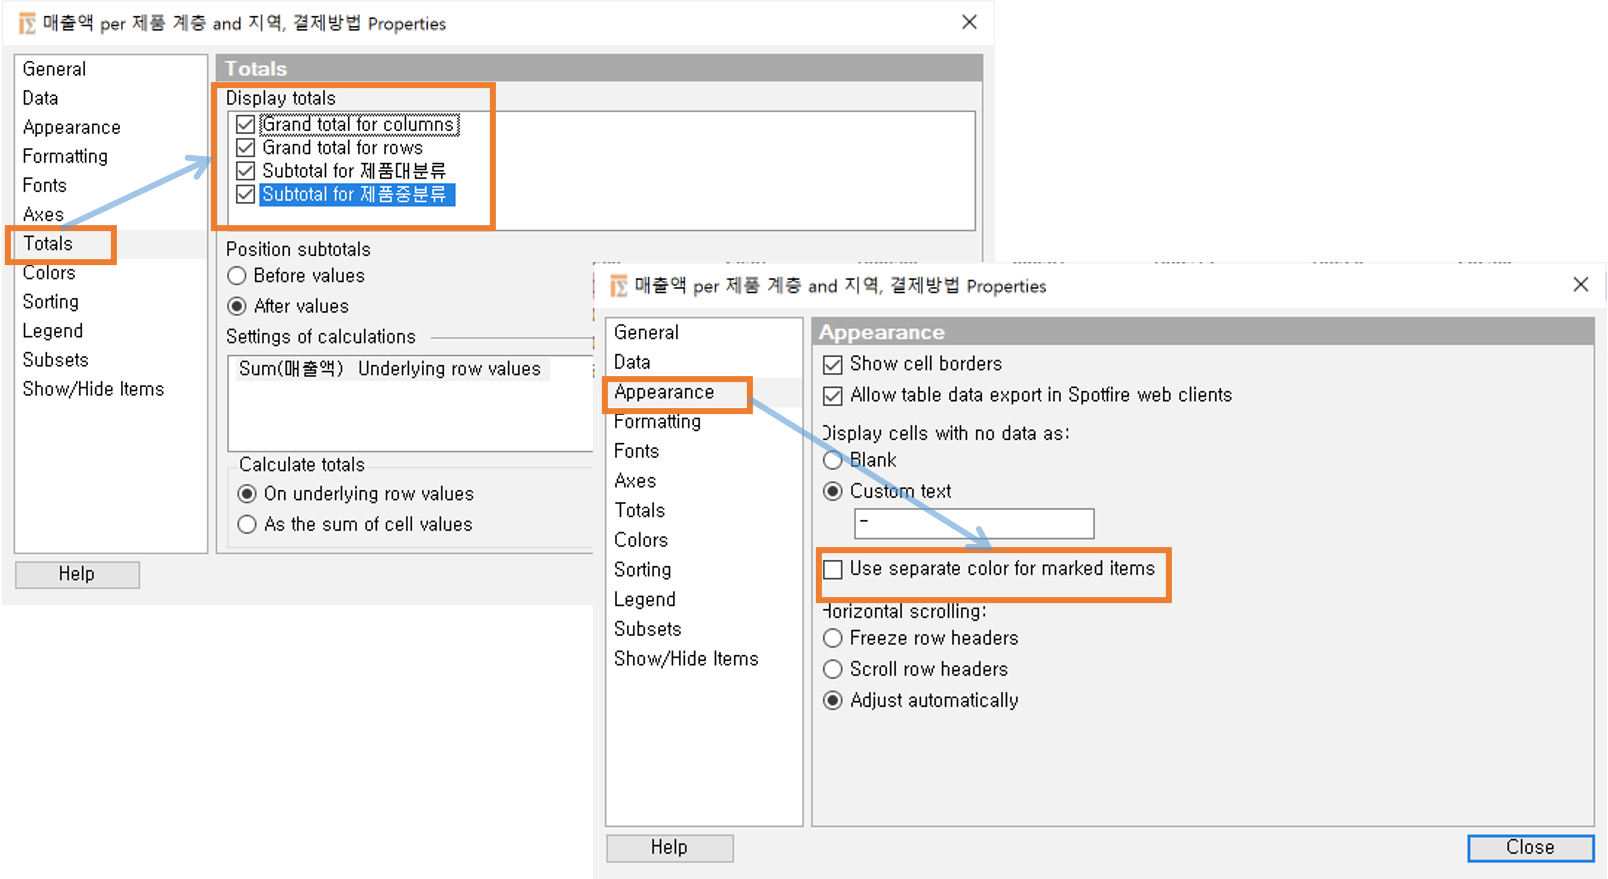 매출액 per 제품 계층 and 지역, 결제방법 Properties
General
Data
Appearance
Formatting
Fonts
Axes
Totals
Colors
Sorting
Legend
Subsets
Show/Hide Items
Help
Totals
Display totals
Grand total for columns
Grand total for rows
Subtotal for 제품대분류
Subtotal for 제품중분류
Position subtotals
Before values
After values
Settings of calculations
Sum(매출액) Underlying row values
Calculate totals
On underlying row values
As the sum of cell values
매출액 per 제품 계층 and 지역, 결제방법 Properties
General
Data
Appearance
Formatting
Fonts
Axes
Totals
Colors
Sorting
Legend
Subsets
Show/Hide Items
Help
Appearance
Show cell borders
Allow table data export in Spotfire web clients
Display cells with no data as:
Blank
Custom text
-
Use separate color for marked items
Horizontal scrolling:
Freeze row headers
Scroll row headers
Adjust automatically
Close